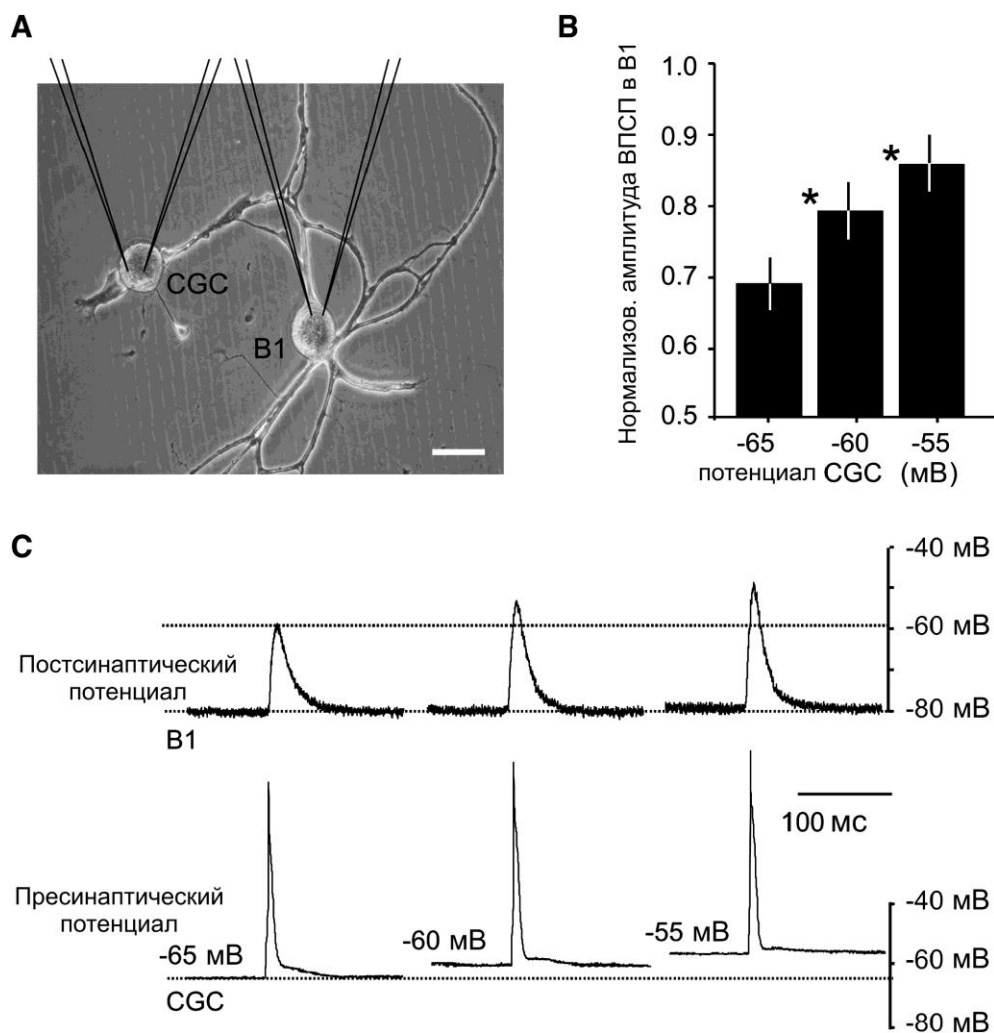 A
CGC
B1
B
Нормализов. амплитуда ВПСП в B1
1.0
0.9
0.8
0.7
0.6
0.5
*
*
-65 -60 -55
потенциал CGC (мВ)
C
-40 мВ
-60 мВ
-80 мВ
Постсинаптический
потенциал
B1
100 мс
Пресинаптический
потенциал
-65 мВ
-60 мВ
-55 мВ
CGC
-40 мВ
-60 мВ
-80 мВ